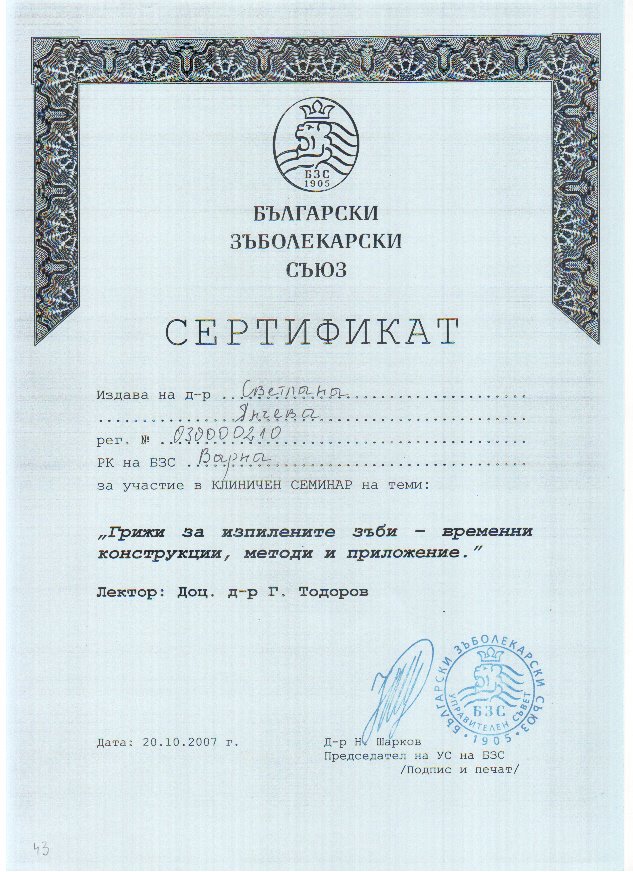 БЗС
1905
БЪЛГАРСКИ
ЗЪБОЛЕКАРСКИ
СЪЮЗ
СЕРТИФИКАТ
Издава на д-р Светлана
Янчева
рег. № 030000210
РК на БЗС Варна
за участие в КЛИНИЧЕН СЕМИНАР на теми:
„Грижи за изпилените зъби – временни
конструкции, методи и приложение.”
Лектор: Доц. д-р Г. Тодоров
БЪЛГАРСКИ ЗЪБОЛЕКАРСКИ СЪЮЗ
УПРАВИТЕЛЕН СЪВЕТ
БЗС
1905
Дата: 20.10.2007 г.
Д-р Н. Шарков
Председател на УС на БЗС
/Подпис и печат/
43